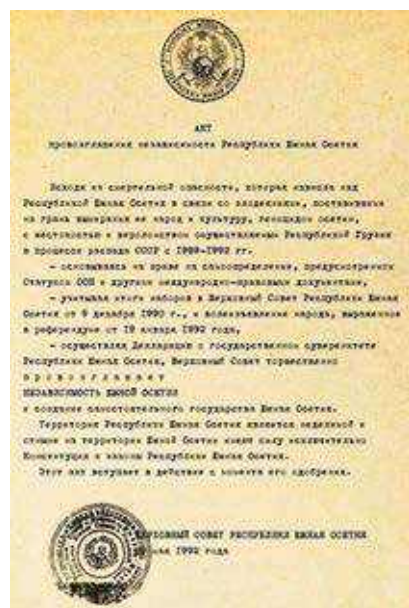 АКТ
провозглашения независимости Республики Южная Осетия
Исходя из смертельной опасности, которая нависла над
Республикой Южная Осетия в связи со злодеяниями, поставившими
на грань вымирания ее народ и культуру, геноцидом осетин,
с жестокостью и вероломством осуществляемым Республикой Грузия
в процессе распада СССР с 1989-1992 гг.
- основываясь на праве на самоопределение, предусмотренном
Статусом ООН и другими международно-правовыми документами,
- учитывая итоги выборов в Верховный Совет Республики Южная
Осетия от 9 декабря 1990 г., и волеизъявление народа, выраженное
в референдуме от 19 января 1992 года,
- осуществляя Декларацию о государственном суверенитете
Республики Южная Осетия, Верховный Совет торжественно
п р о в о з г л а ш а е т
НЕЗАВИСИМОСТЬ ЮЖНОЙ ОСЕТИИ
и создание самостоятельного государства Южная Осетия.
Территория Республики Южная Осетия является неделимой и
отныне на территории Южной Осетии имеют силу исключительно
Конституция и законы Республики Южная Осетия.
Этот акт вступает в действие с момента его одобрения.
ВЕРХОВНЫЙ СОВЕТ РЕСПУБЛИКИ ЮЖНАЯ ОСЕТИЯ
1992 года